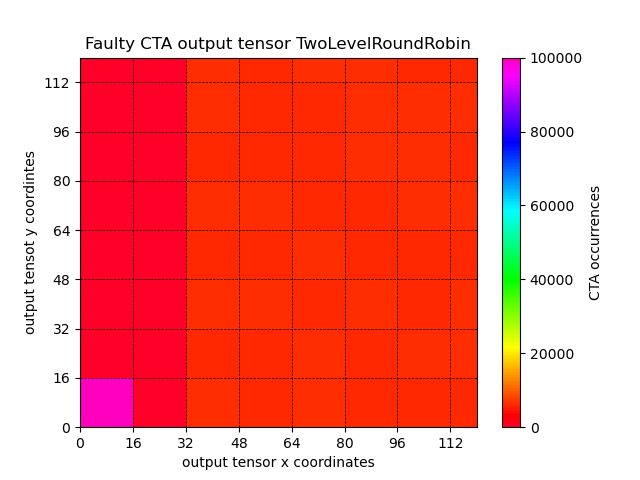 Faulty CTA output tensor TwoLevelRoundRobin
112
96
80
64
48
32
16
0
output tensot y coordintes
0 16 32 48 64 80 96 112
output tensor x coordinates
100000
80000
60000
40000
20000
0
CTA occurrences